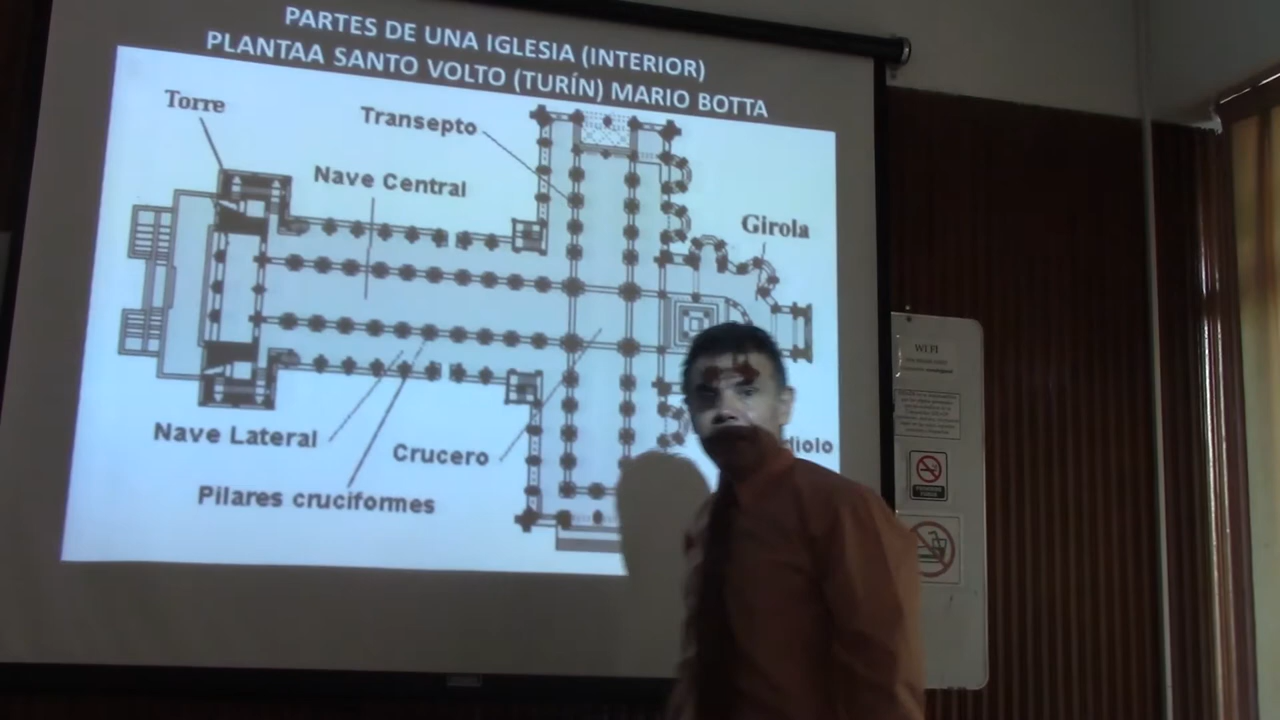 PARTES DE UNA IGLESIA (INTERIOR)
PLANTAA SANTO VOLTO (TURÍN) MARIO BOTTA
Torre
Transepto
Nave Central
Girola
Nave Lateral
Crucero
diolo
Pilares cruciformes
WI FI